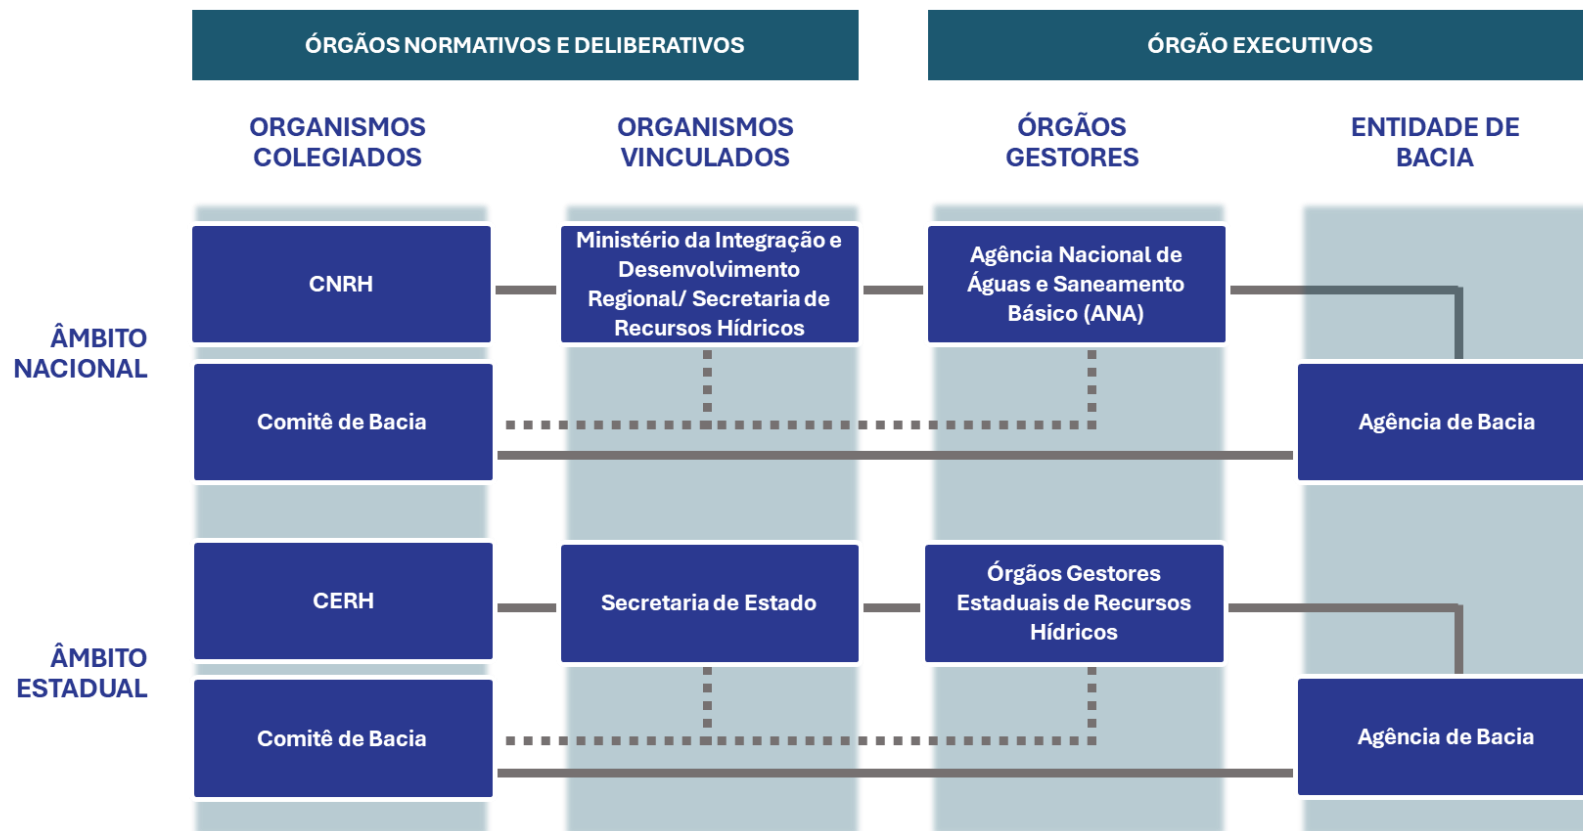 ÓRGÃOS NORMATIVOS E DELIBERATIVOS
ÓRGÃO EXECUTIVOS
ORGANISMOS
COLEGIADOS
ORGANISMOS
VINCULADOS
ÓRGÃOS
GESTORES
ENTIDADE DE
BACIA
ÂMBITO
NACIONAL
CNRH
Ministério da Integração e
Desenvolvimento
Regional/ Secretaria de
Recursos Hídricos
Agência Nacional de
Águas e Saneamento
Básico (ANA)
Comitê de Bacia
Agência de Bacia
ÂMBITO
ESTADUAL
CERH
Secretaria de Estado
Órgãos Gestores
Estaduais de Recursos
Hídricos
Comitê de Bacia
Agência de Bacia